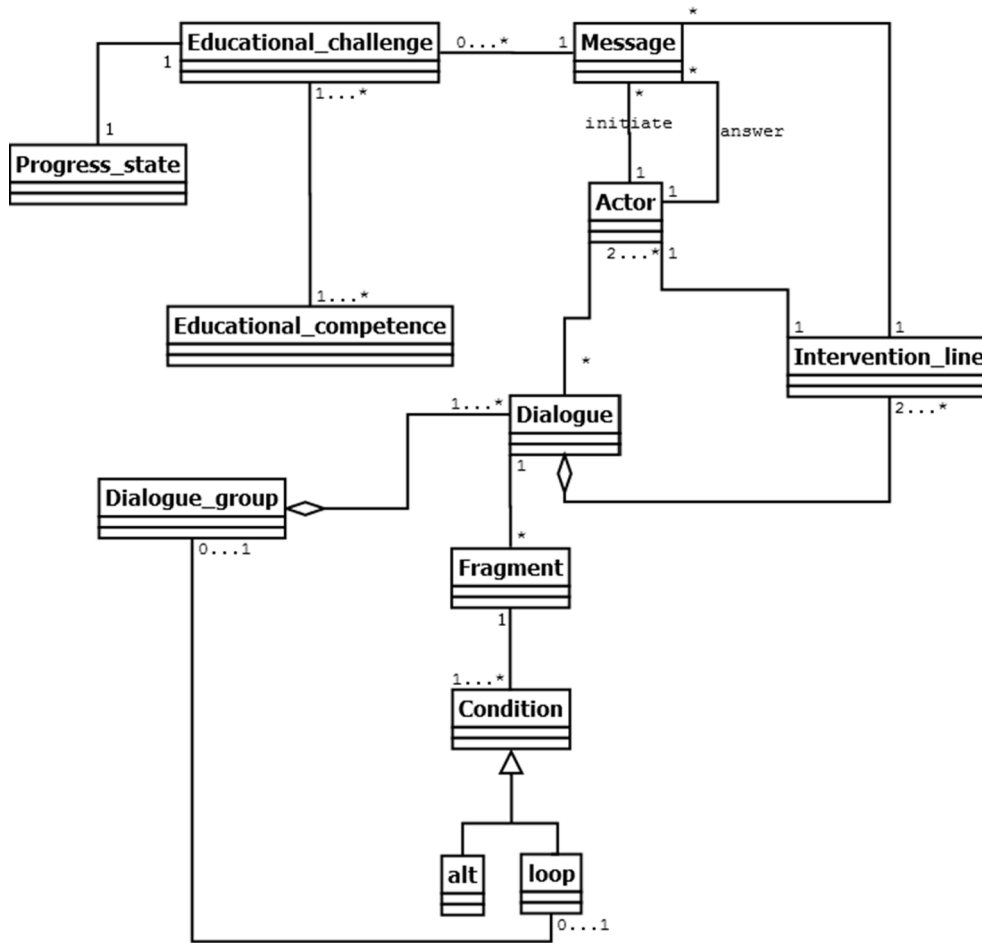 *
Educational_challenge
0...*
1
Message
1
1...*
*
*
initiate
answer
1
Progress_state
1
1
Actor
2...*
1
1...*
Educational_competence
1
1
Intervention_line
*
1...*
Dialogue
2...*
1
Dialogue_group
0...1
*
Fragment
1
1...*
Condition
alt
loop
0...1